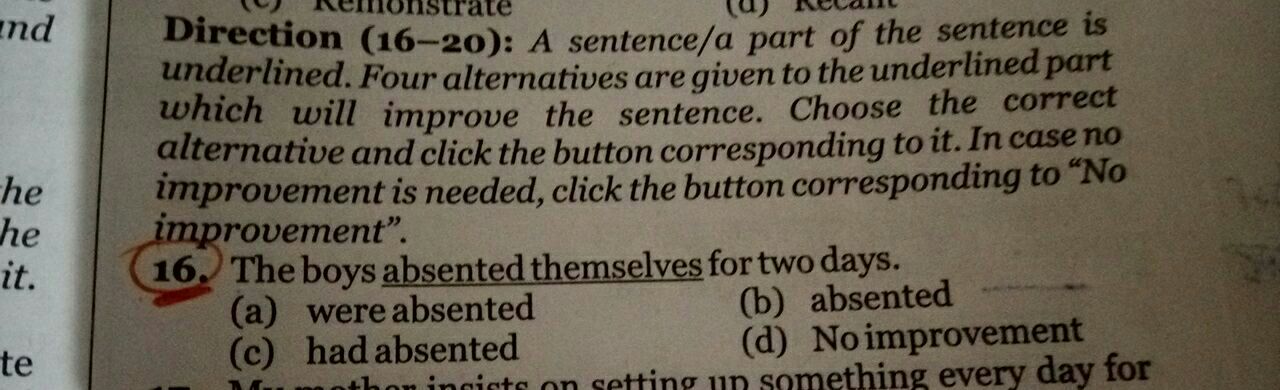 (c) Remonstrate (d) Recant
and
Direction (16–20): A sentence/a part of the sentence is
underlined. Four alternatives are given to the underlined part
which will improve the sentence. Choose the correct
alternative and click the button corresponding to it. In case no
he improvement is needed, click the button corresponding to “No
he improvement”.
it. 16. The boys absented themselves for two days.
(a) were absented (b) absented
te (c) had absented (d) No improvement
My mother insists on setting up something every day for